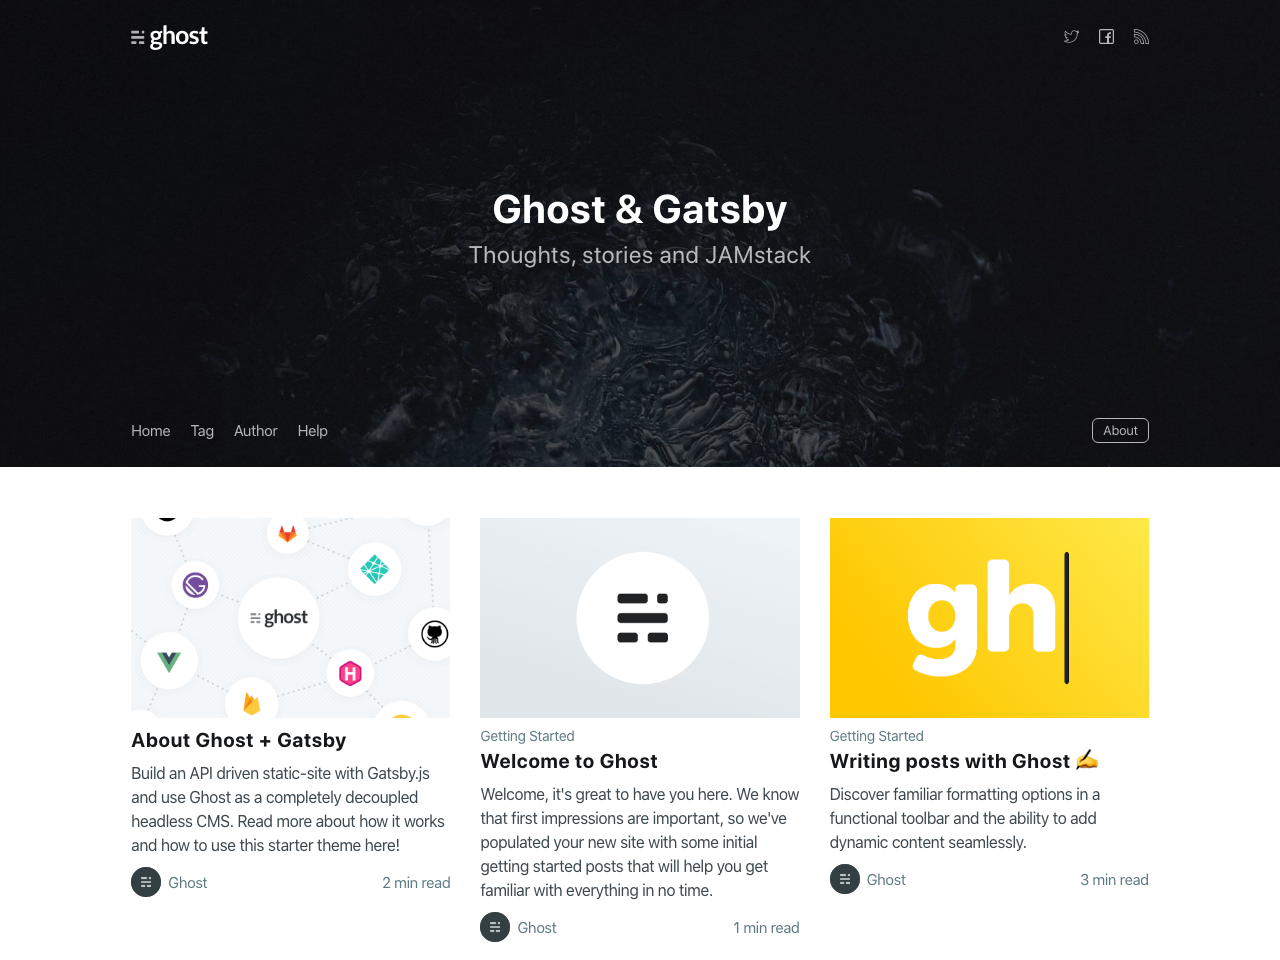 ghost
Ghost & Gatsby
Thoughts, stories and JAMstack
Home Tag Author Help About
ghost
H
gh
About Ghost + Gatsby
Build an API driven static-site with Gatsby.js
and use Ghost as a completely decoupled
headless CMS. Read more about how it works
and how to use this starter theme here!
Ghost 2 min read
Getting Started
Welcome to Ghost
Welcome, it's great to have you here. We know
that first impressions are important, so we've
populated your new site with some initial
getting started posts that will help you get
familiar with everything in no time.
Ghost 1 min read
Getting Started
Writing posts with Ghost ✍️
Discover familiar formatting options in a
functional toolbar and the ability to add
dynamic content seamlessly.
Ghost 3 min read